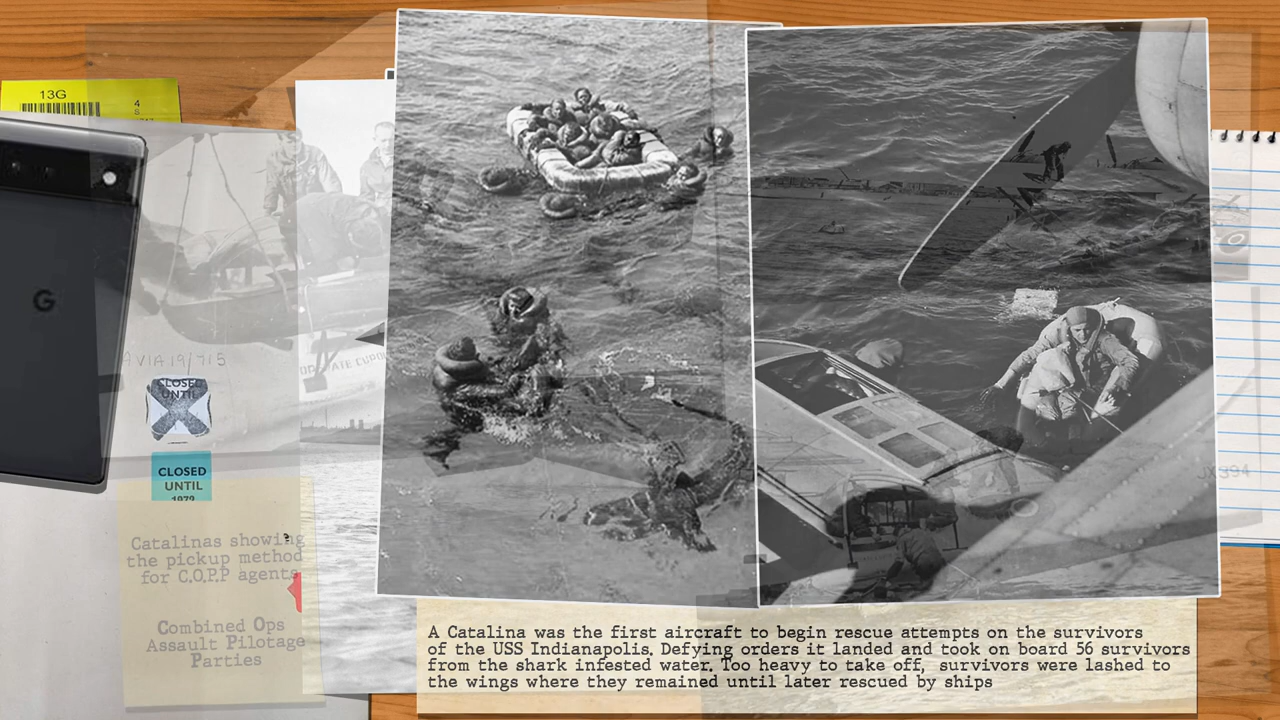 13G
4
8
G
AVIA 19/715
CLOSED
UNTIL
CLOSED
UNTIL
1972
Catalinas showing
the pickup method
for C.O.P.P agents
Combined Ops
Assault Pilotage
Parties
JX394
A Catalina was the first aircraft to begin rescue attempts on the survivors
of the USS Indianapolis. Defying orders it landed and took on board 56 survivors
from the shark infested water. Too heavy to take off, survivors were lashed to
the wings where they remained until later rescued by ships